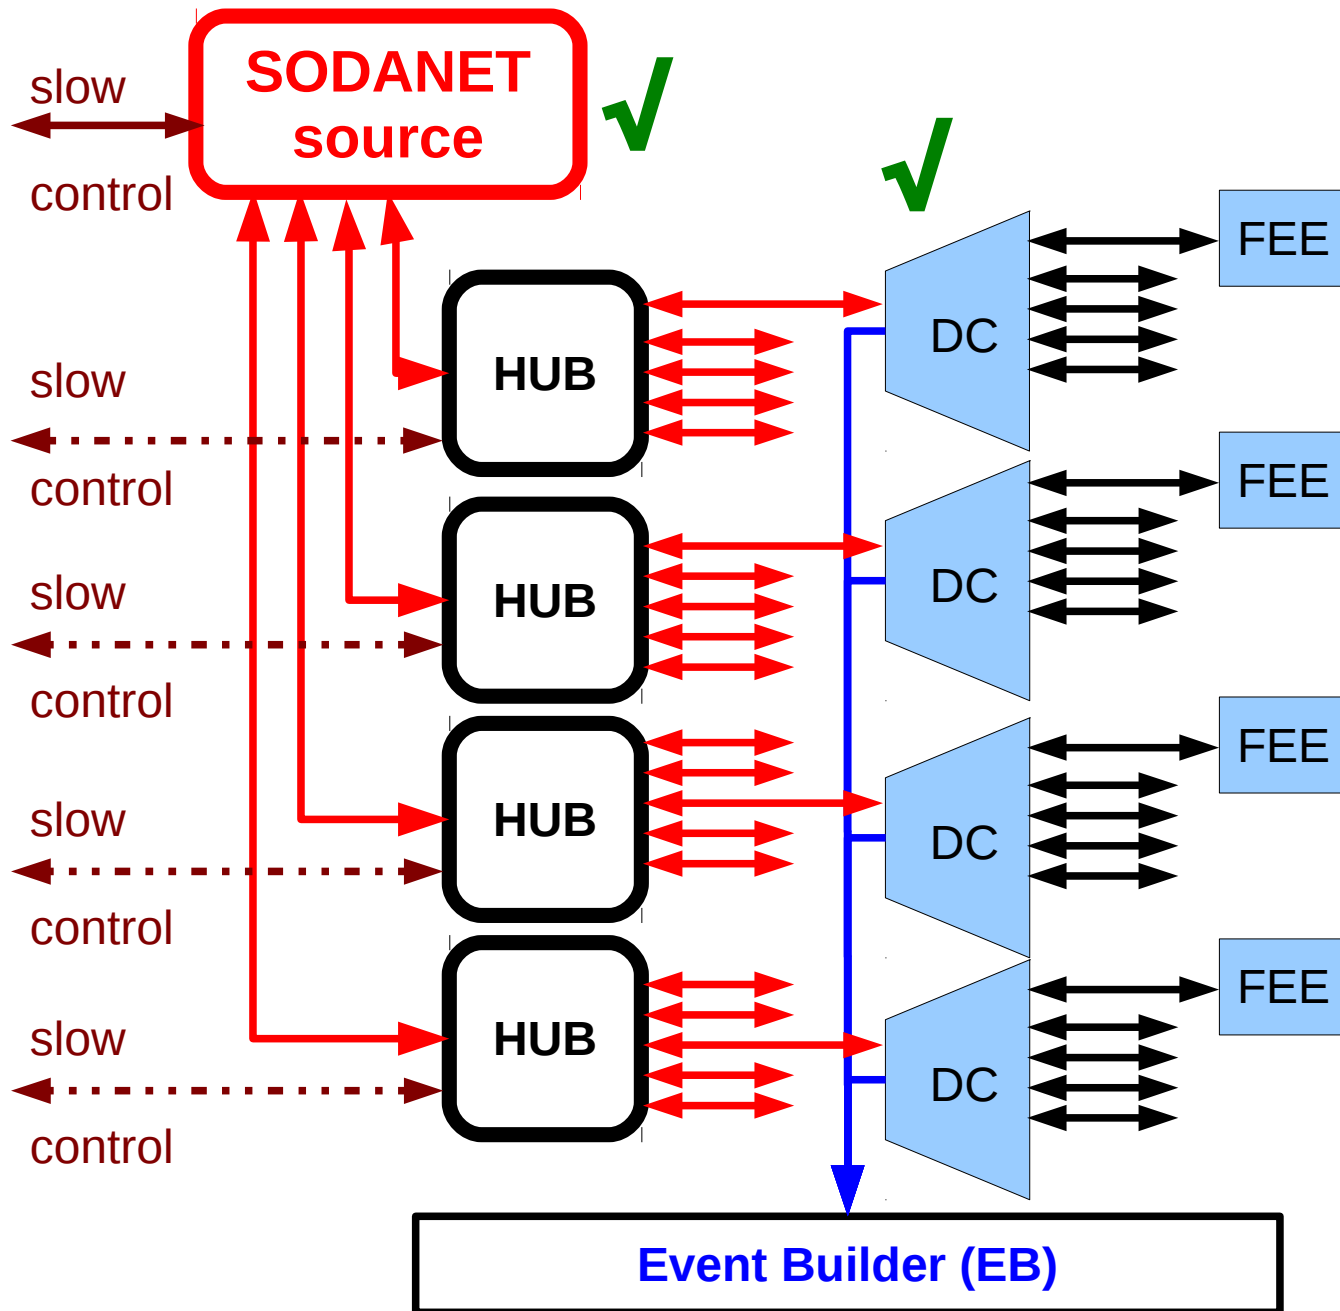 SODANET
source
slow
control
√
√
FEE
DC
HUB
slow
control
FEE
DC
HUB
slow
control
FEE
DC
HUB
slow
control
FEE
DC
HUB
slow
control
Event Builder (EB)